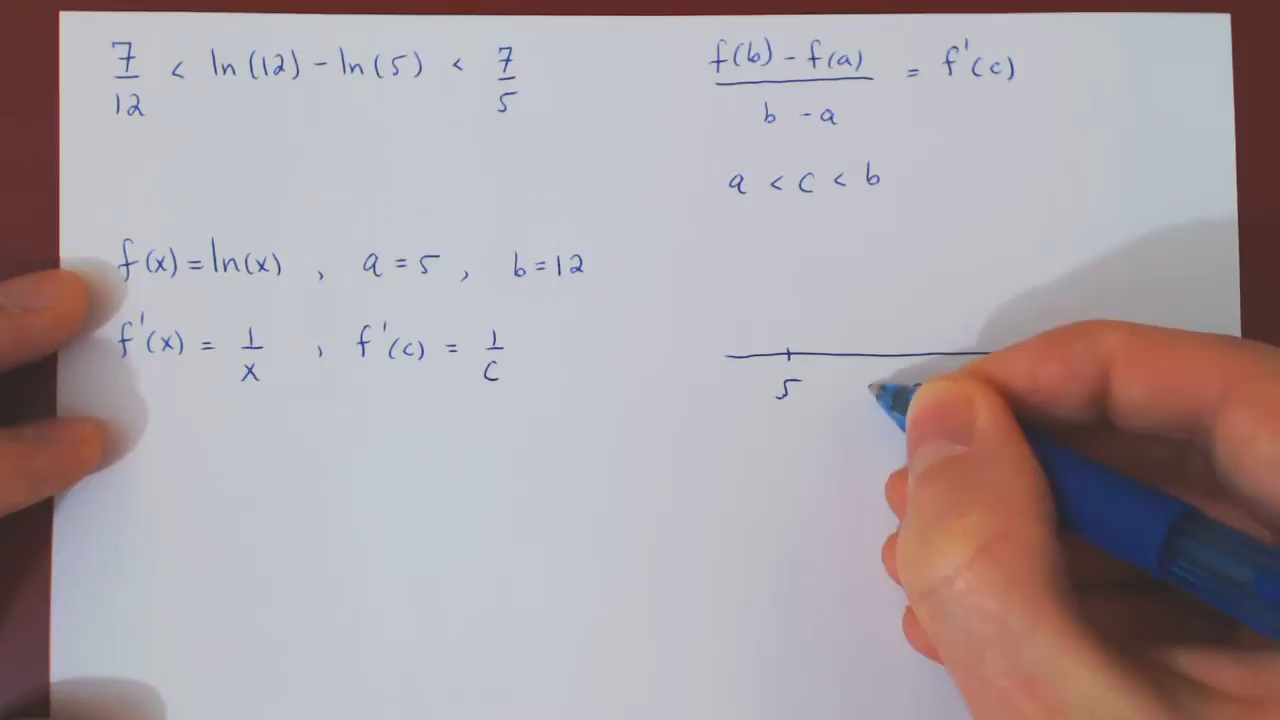 7/12 < ln(12) - ln(5) < 7/5
(f(b) - f(a))/(b - a) = f'(c)
a < c < b
f(x) = ln(x) , a = 5 , b = 12
f'(x) = 1/x , f'(c) = 1/c
5